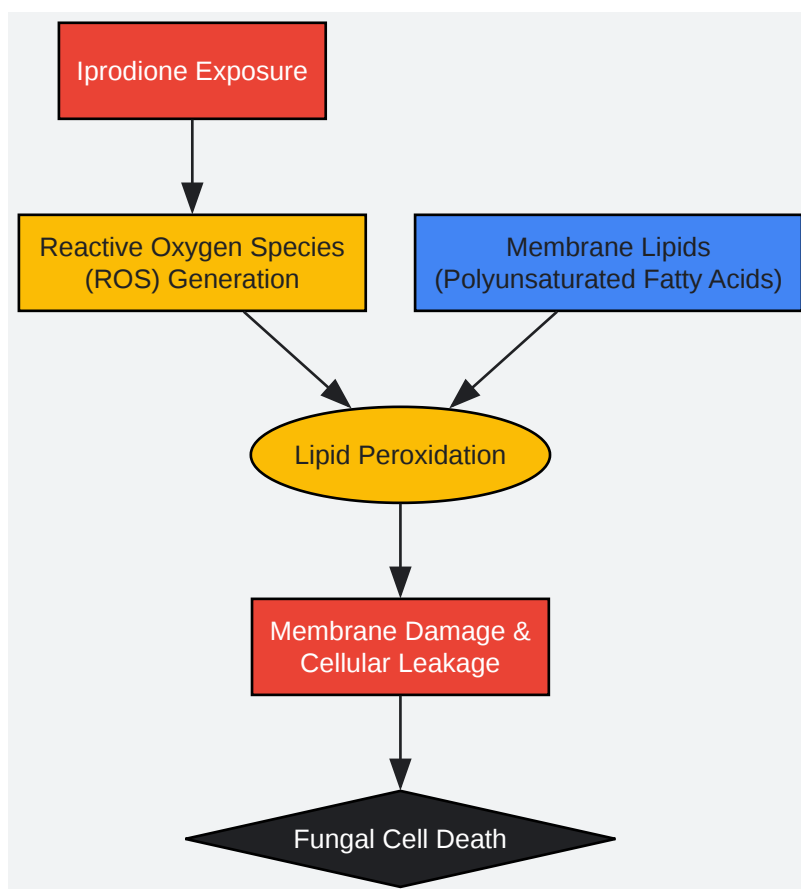 Iprodione Exposure
Reactive Oxygen Species
(ROS) Generation
Membrane Lipids
(Polyunsaturated Fatty Acids)
Lipid Peroxidation
Membrane Damage &
Cellular Leakage
Fungal Cell Death